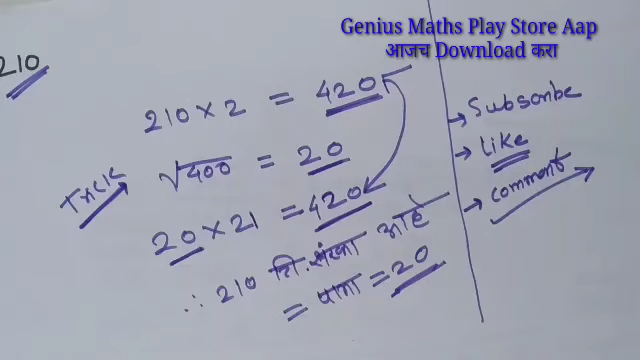 Genius Maths Play Store Aap
आजच Download करा
210
210 × 2 = 420
Trick
√400 = 20
20 × 21 = 420
∴ 210 त्रि. संख्या आहे
= पाया = 20
→ Subscribe
→ Like
→ comment